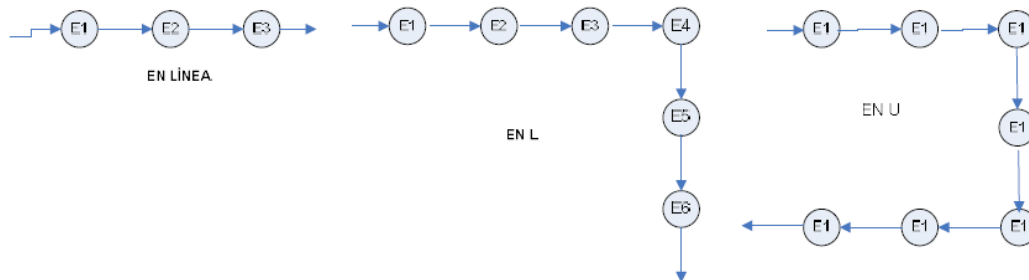 E1 E2 E3
EN LÍNEA.
E1 E2 E3 E4
E5
EN L
E6
E1 E1 E1
EN U
E1
E1 E1 E1